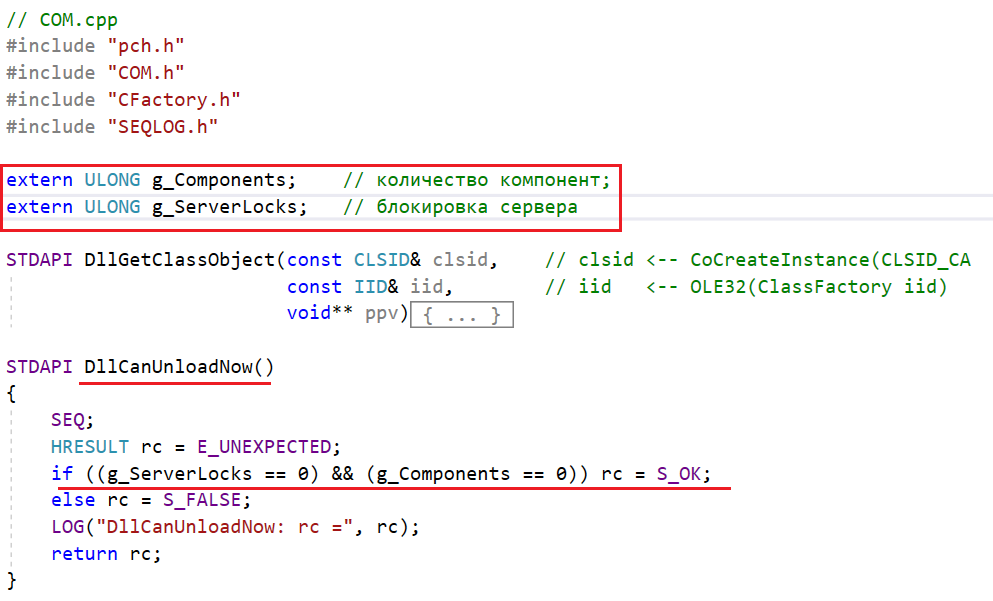 // COM.cpp
#include "pch.h"
#include "COM.h"
#include "CFactory.h"
#include "SEQLOG.h"
extern ULONG g_Components;    // количество компонент;
extern ULONG g_ServerLocks;   // блокировка сервера
STDAPI DllGetClassObject(const CLSID& clsid,    // clsid <-- CoCreateInstance(CLSID_CA
                         const IID& iid,        // iid   <-- OLE32(ClassFactory iid)
                         void** ppv){ ... }
STDAPI DllCanUnloadNow()
{
    SEQ;
    HRESULT rc = E_UNEXPECTED;
    if ((g_ServerLocks == 0) && (g_Components == 0)) rc = S_OK;
    else rc = S_FALSE;
    LOG("DllCanUnloadNow: rc =", rc);
    return rc;
}